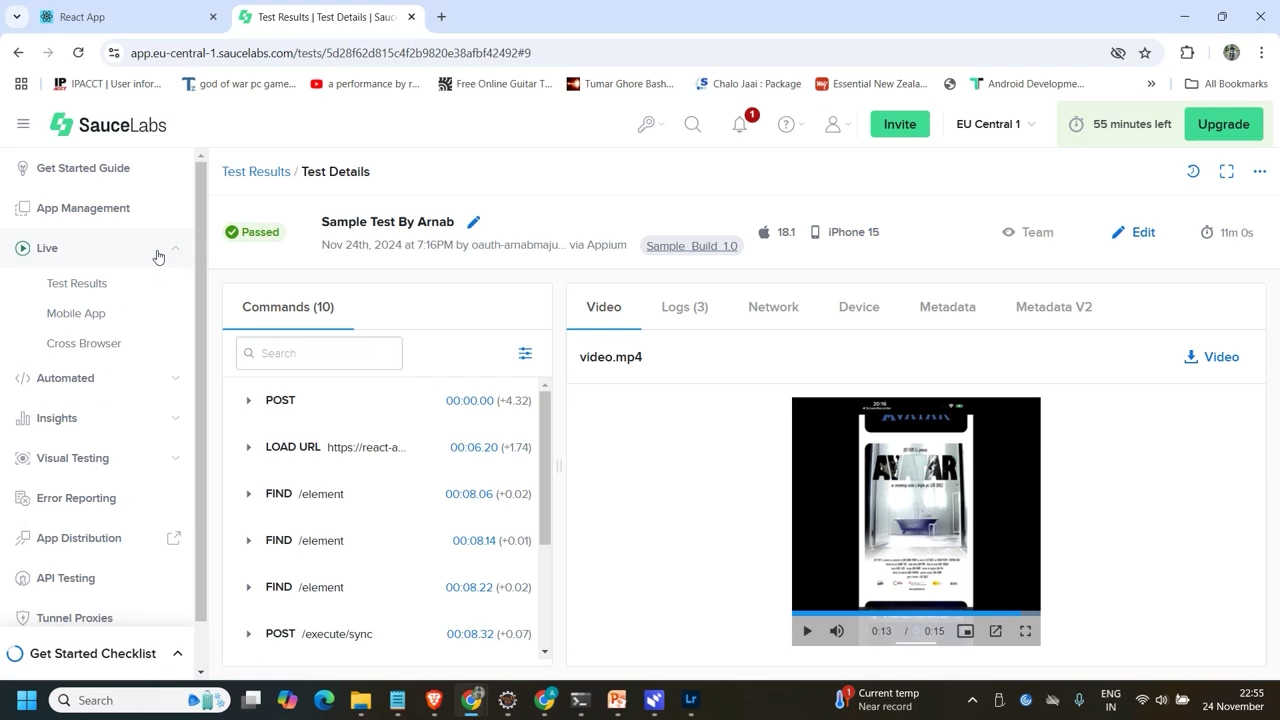 React App
Test Results | Test Details | Sauc
app.eu-central-1.saucelabs.com/tests/5d28f62d815c4f2b9820e38afbf42492#9
IPACCT | User infor...
god of war pc game...
a performance by r...
Free Online Guitar T...
Tumar Ghore Bash...
Chalo Jaai : Package
Essential New Zeala...
Android Developme...
All Bookmarks
SAUCELABS
1
Invite
EU Central 1
55 minutes left
Upgrade
Get Started Guide
App Management
Live
Test Results
Mobile App
Cross Browser
Automated
Insights
Visual Testing
Error Reporting
App Distribution
API Testing
Tunnel Proxies
Get Started Checklist
Test Results / Test Details
Passed
Sample Test By Arnab
Nov 24th, 2024 at 7:16PM by oauth-arnabmaju... via Appium
Sample_Build_1.0
18.1
iPhone 15
Team
Edit
11m 0s
Commands (10)
Search
POST 00:00.00 (+4.32)
LOAD URL https://react-a... 00:06.20 (+1.74)
FIND /element 00:08.06 (+0.02)
FIND /element 00:08.14 (+0.01)
FIND /element 00:08.22 (+0.02)
POST /execute/sync 00:08.32 (+0.07)
Video
Logs (3)
Network
Device
Metadata
Metadata V2
video.mp4
Video
20:16
AVATAR
AVATAR
0:13 / 0:15
Search
1
Current temp
Near record
ENG
IN
22:55
24 November